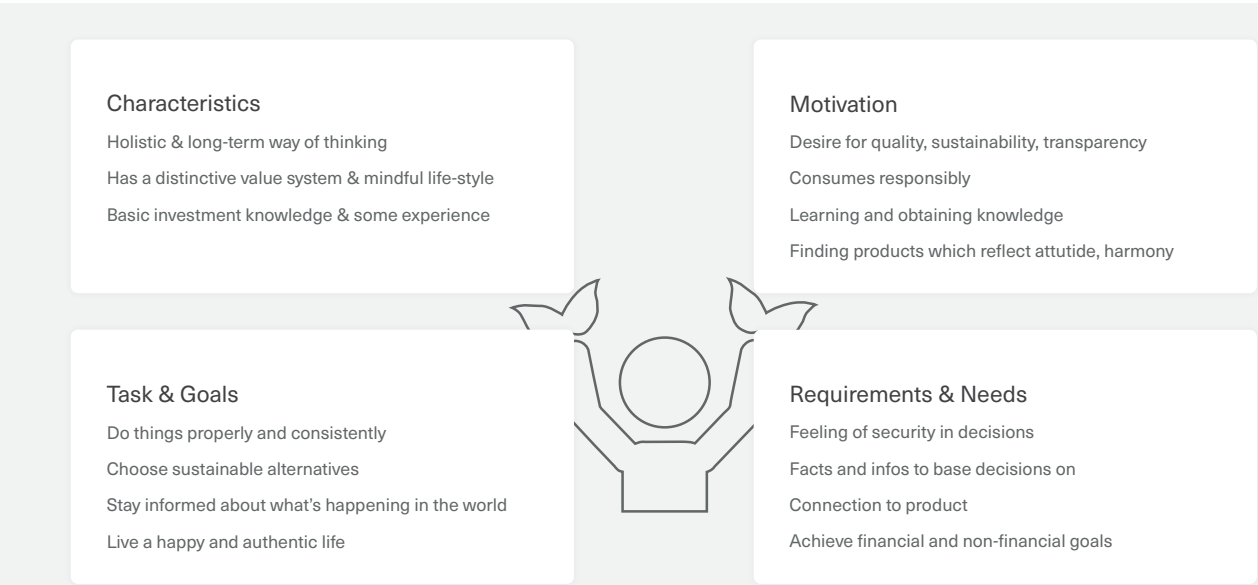 Characteristics
Holistic & long-term way of thinking
Has a distinctive value system & mindful life-style
Basic investment knowledge & some experience
Motivation
Desire for quality, sustainability, transparency
Consumes responsibly
Learning and obtaining knowledge
Finding products which reflect attutide, harmony
Task & Goals
Do things properly and consistently
Choose sustainable alternatives
Stay informed about what's happening in the world
Live a happy and authentic life
Requirements & Needs
Feeling of security in decisions
Facts and infos to base decisions on
Connection to product
Achieve financial and non-financial goals